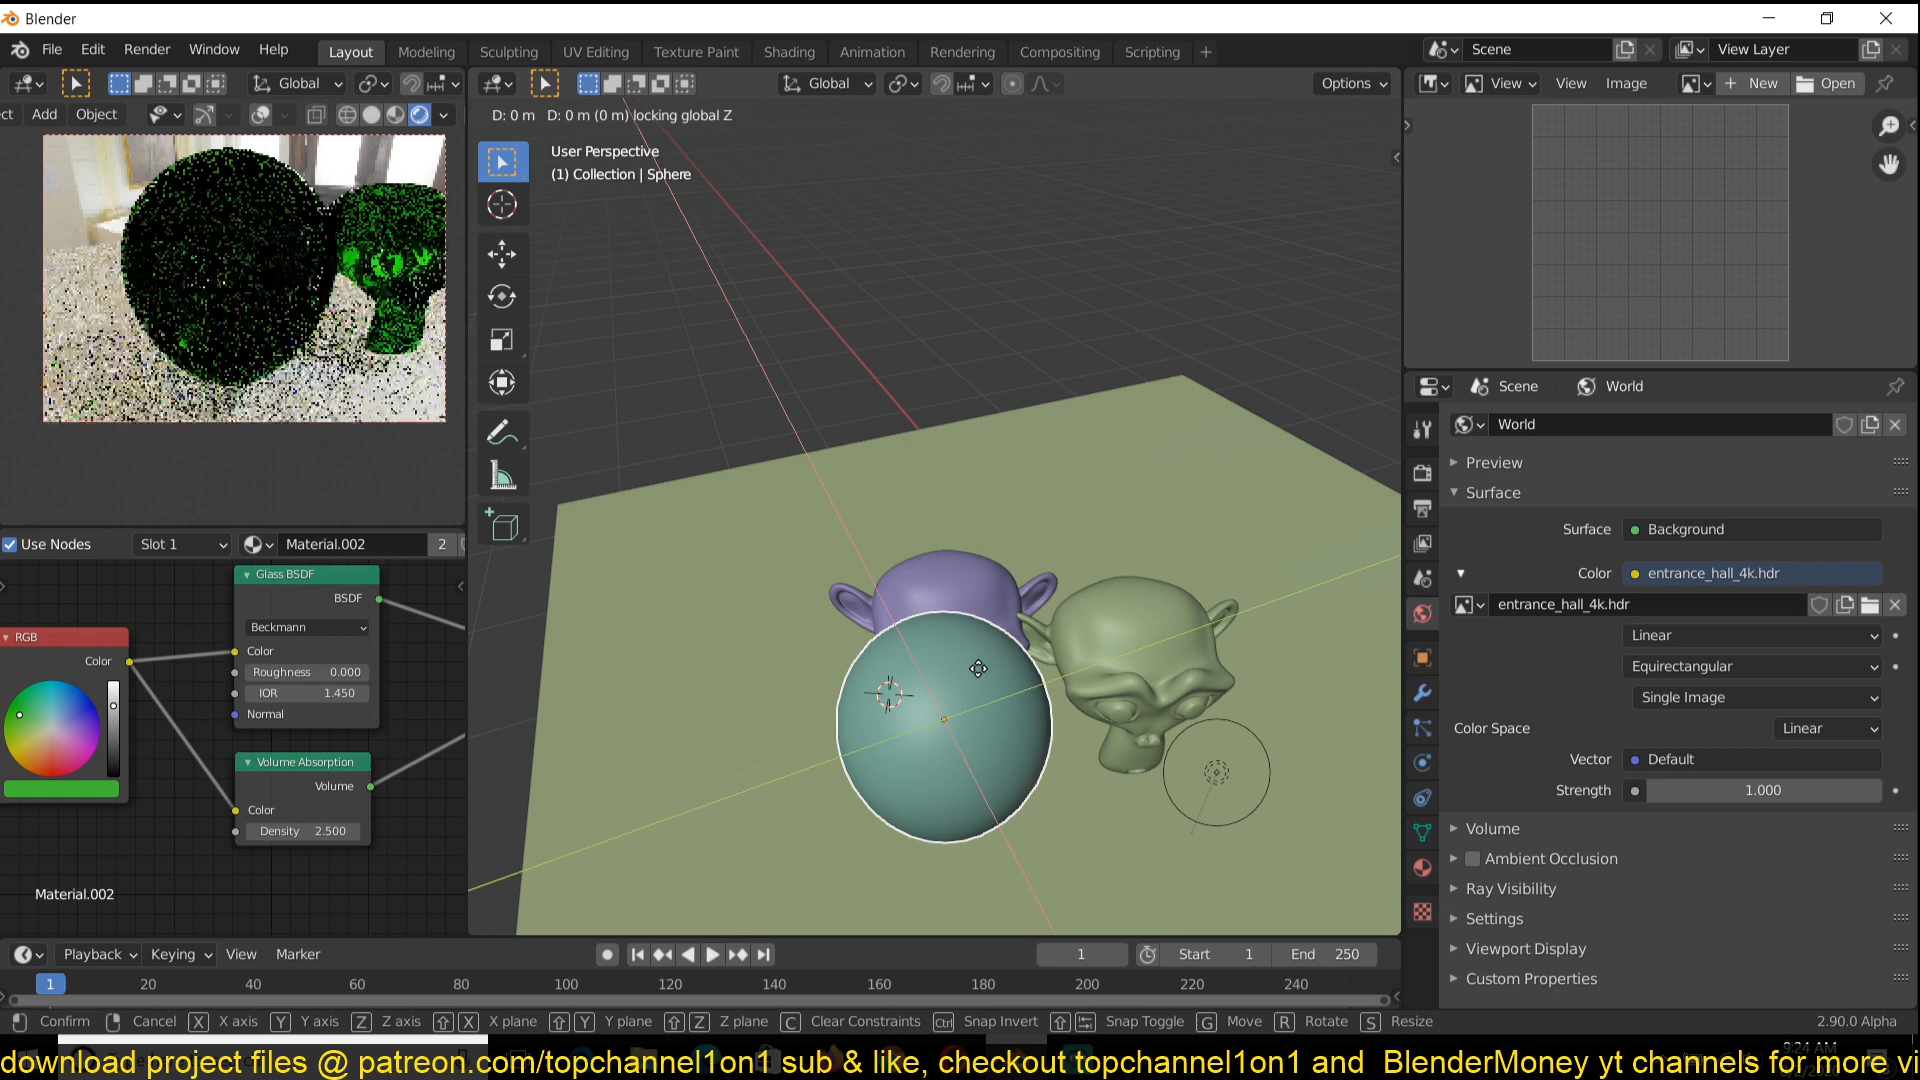 Blender
File Edit Render Window Help Layout Modeling Sculpting UV Editing Texture Paint Shading Animation Rendering Compositing Scripting Scene View Layer
Global Global Options View View Image New Open
ct Add Object
D: 0 m D: 0 m (0 m) locking global Z
User Perspective
(1) Collection | Sphere
Scene World
World
Preview
Surface
Surface Background
Color entrance_hall_4k.hdr
entrance_hall_4k.hdr
Linear
Equirectangular
Single Image
Color Space Linear
Vector Default
Strength 1.000
Volume
Ambient Occlusion
Ray Visibility
Settings
Viewport Display
Custom Properties
Use Nodes Slot 1 Material.002 2
Glass BSDF
BSDF
Beckmann
Color
Roughness 0.000
IOR 1.450
Normal
RGB
Color
Volume Absorption
Volume
Color
Density 2.500
Material.002
Playback Keying View Marker 1 Start 1 End 250
1 20 40 60 80 100 120 140 160 180 200 220 240
Confirm Cancel X X axis Y Y axis Z Z axis X X plane Y Y plane Z Z plane C Clear Constraints Ctrl Snap Invert Snap Toggle G Move R Rotate S Resize 2.90.0 Alpha
9:24 AM
download project files @ patreon.com/topchannel1on1 sub & like, checkout topchannel1on1 and BlenderMoney yt channels for more vi